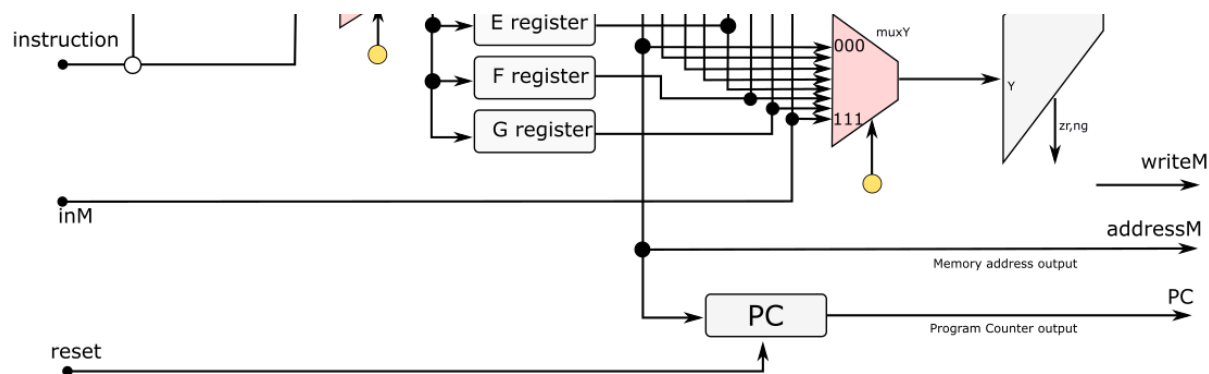 E register
muxY
instruction
000
F register
Y
111
G register
zr,ng
writeM
inM
addressM
Memory address output
PC
PC
Program Counter output
reset